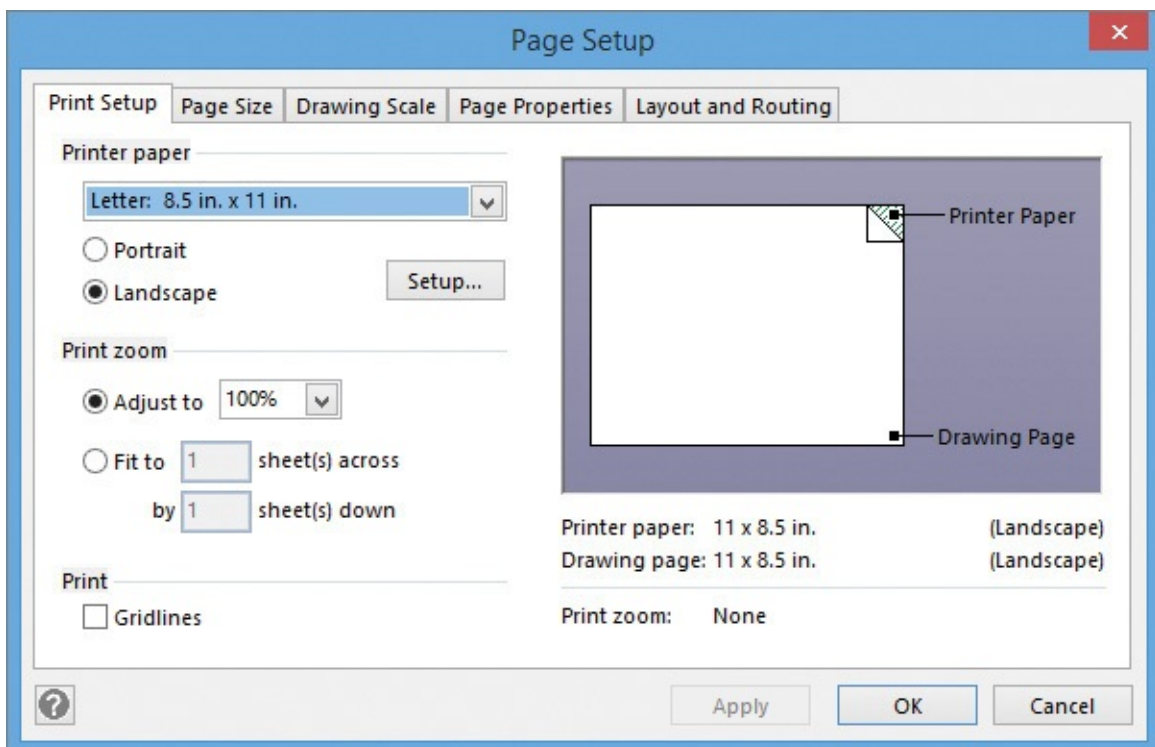 Page Setup
Print Setup Page Size Drawing Scale Page Properties Layout and Routing
Printer paper
Letter: 8.5 in. x 11 in.
Portrait
Landscape
Setup...
Print zoom
Adjust to 100%
Fit to 1 sheet(s) across
by 1 sheet(s) down
Print
Gridlines
Printer Paper
Drawing Page
Printer paper: 11 x 8.5 in. (Landscape)
Drawing page: 11 x 8.5 in. (Landscape)
Print zoom: None
? Apply OK Cancel